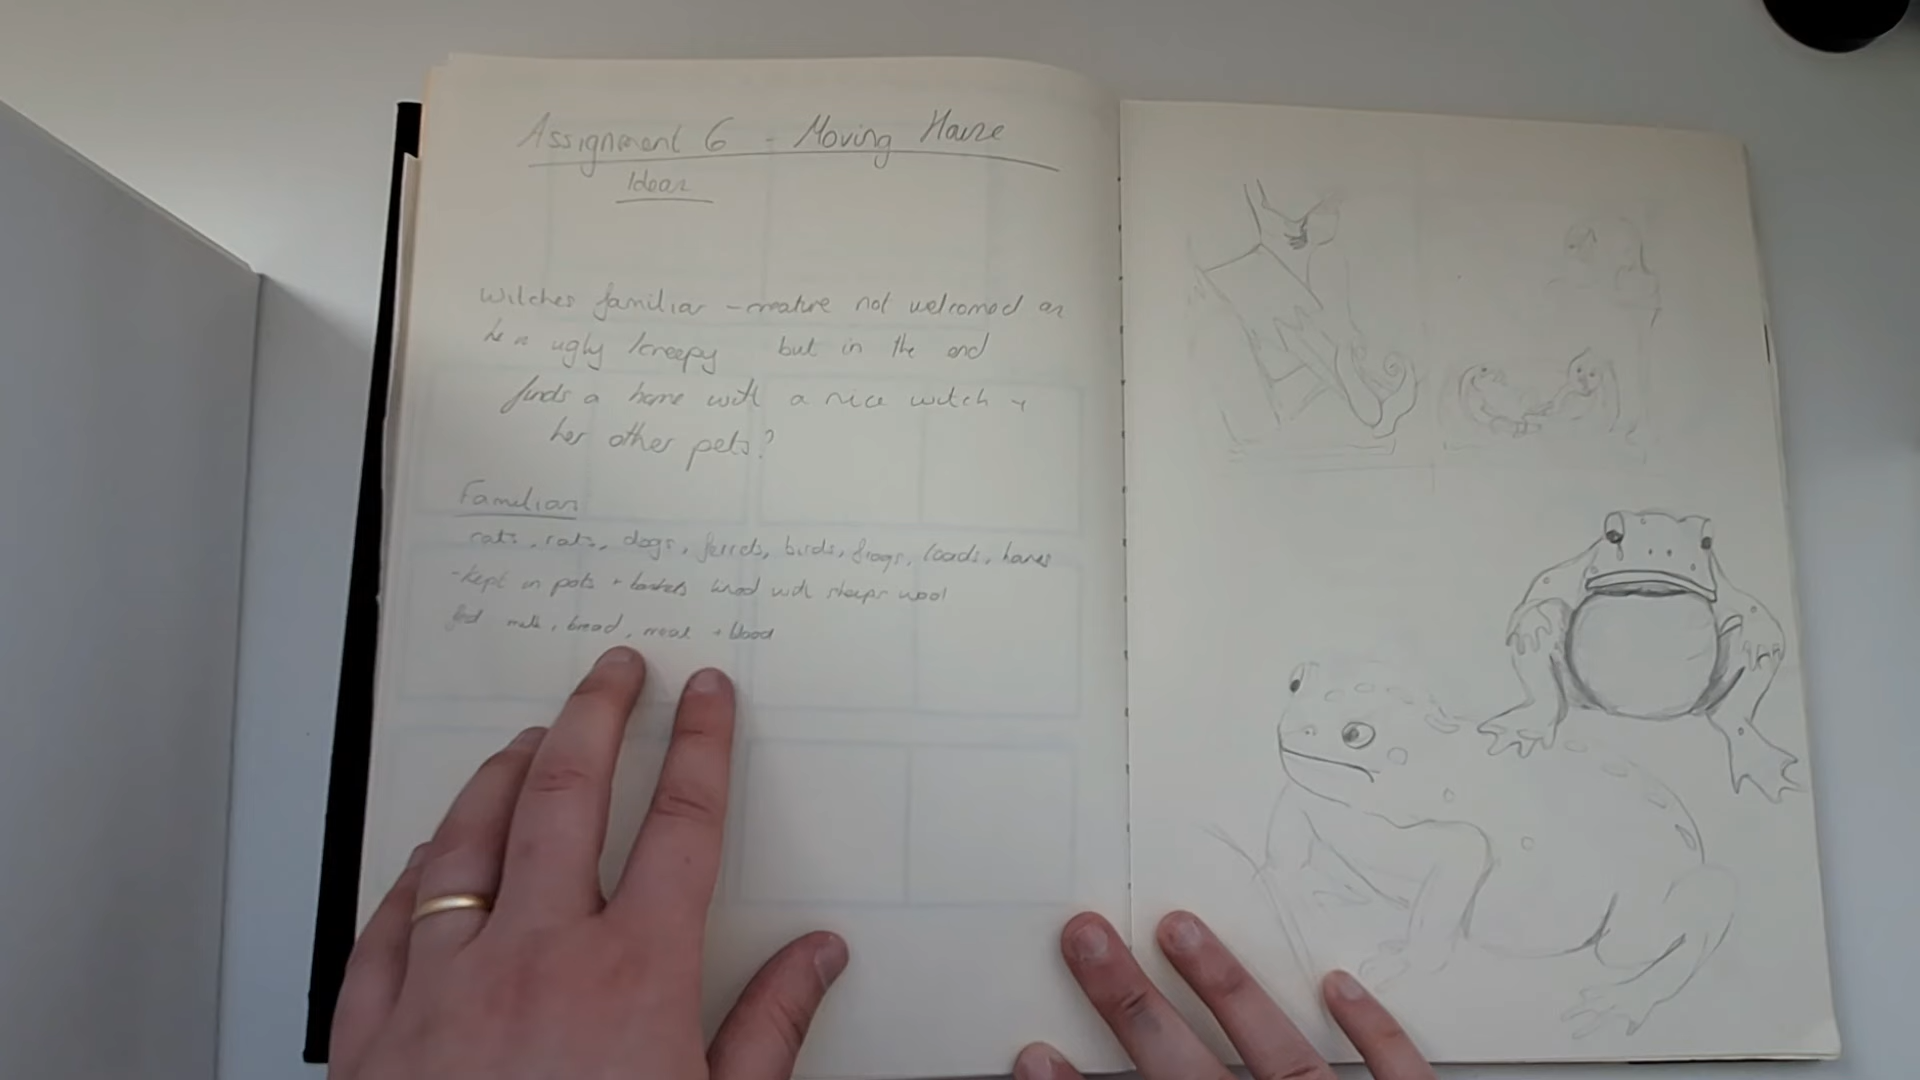 Assignment 6 - Moving House
Ideas
Witches familiar - creature not welcomed as
he is ugly / creepy but in the end
finds a home with a nice witch +
her other pets?
Familiars
cats, rats, dogs, ferrets, birds, frogs, toads, hares
- kept in pots + baskets lined with sheeps wool
fed milk, bread, meat + blood